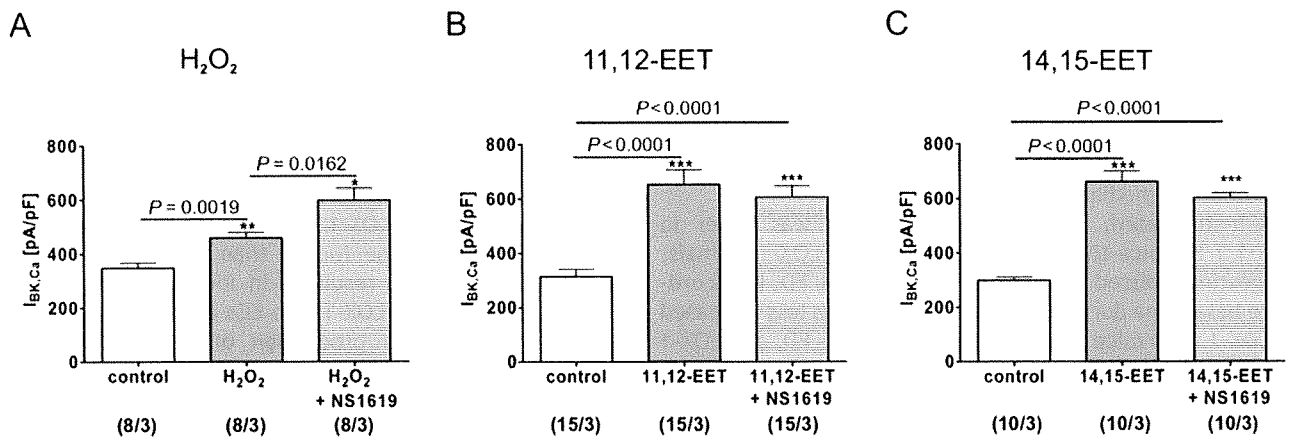 A
H₂O₂
P = 0.0162
P = 0.0019
*
**
I_BK,Ca [pA/pF]
800
600
400
200
0
control
H₂O₂
H₂O₂
+ NS1619
(8/3)
(8/3)
(8/3)
B
11,12-EET
P<0.0001
P<0.0001
***
***
I_BK,Ca [pA/pF]
800
600
400
200
0
control
11,12-EET
11,12-EET
+ NS1619
(15/3)
(15/3)
(15/3)
C
14,15-EET
P<0.0001
P<0.0001
***
***
I_BK,Ca [pA/pF]
800
600
400
200
0
control
14,15-EET
14,15-EET
+ NS1619
(10/3)
(10/3)
(10/3)